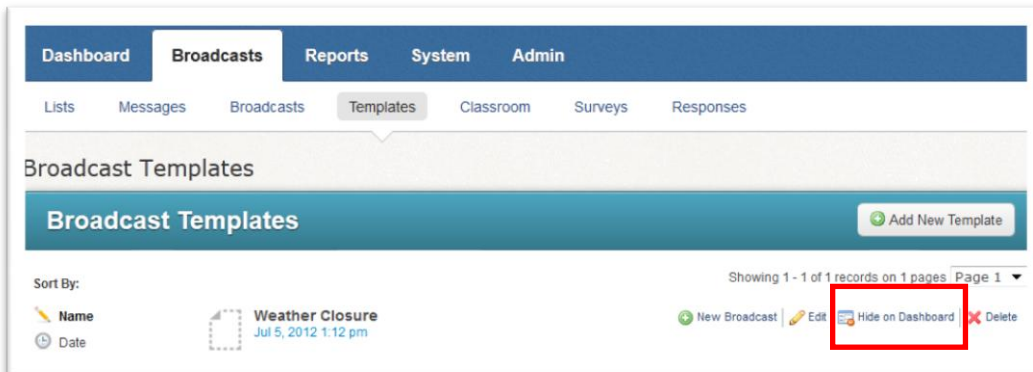 Dashboard Broadcasts Reports System Admin
Lists Messages Broadcasts Templates Classroom Surveys Responses
Broadcast Templates
Broadcast Templates
Add New Template
Sort By:
Showing 1 - 1 of 1 records on 1 pages Page 1
Name
Date
Weather Closure
Jul 5, 2012 1:12 pm
New Broadcast Edit Hide on Dashboard Delete